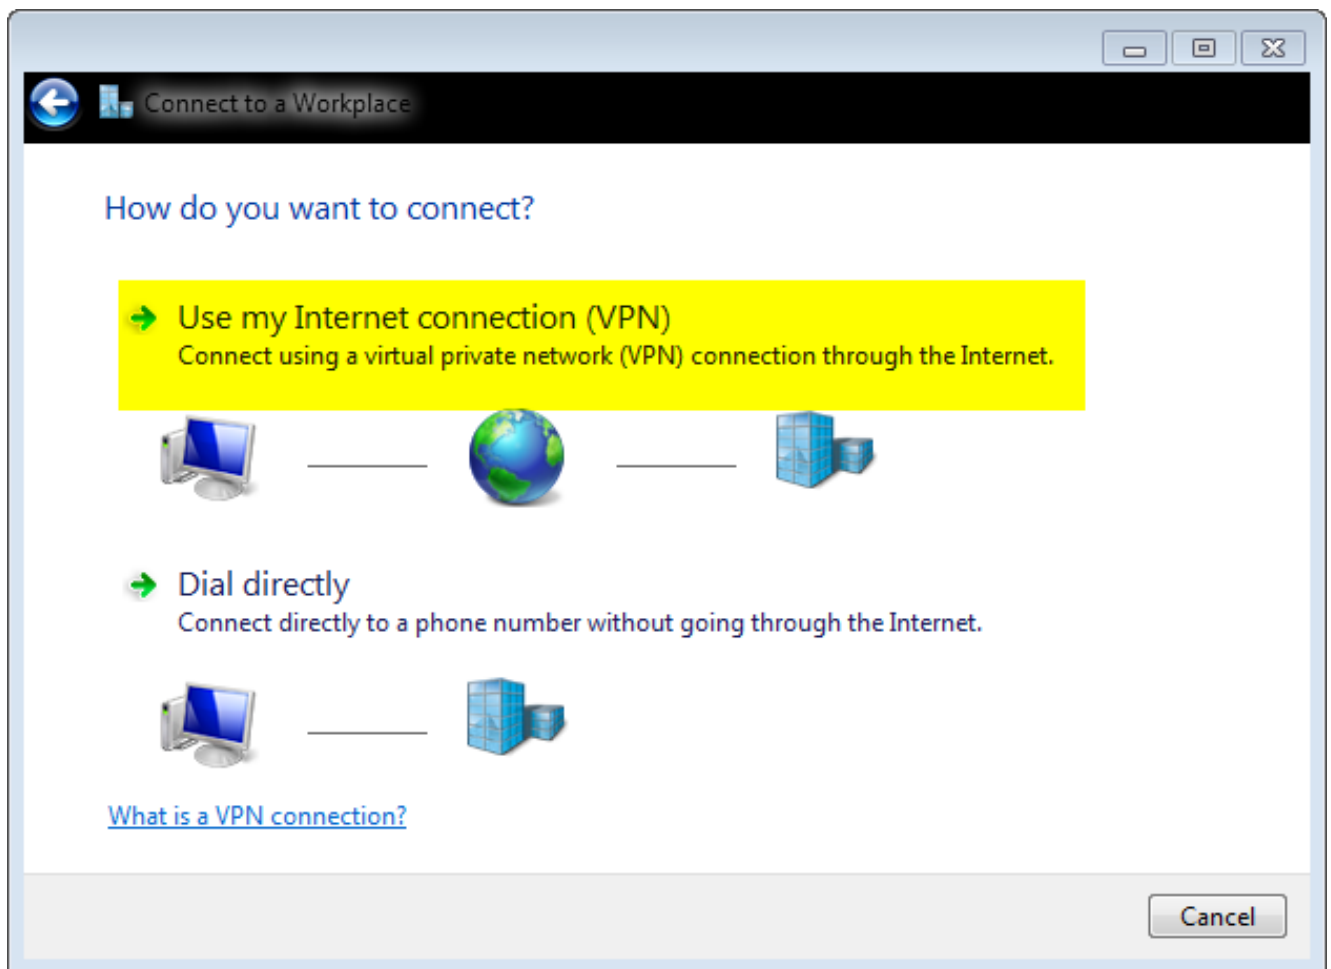 Connect to a Workplace
How do you want to connect?
Use my Internet connection (VPN)
Connect using a virtual private network (VPN) connection through the Internet.
Dial directly
Connect directly to a phone number without going through the Internet.
What is a VPN connection?
Cancel